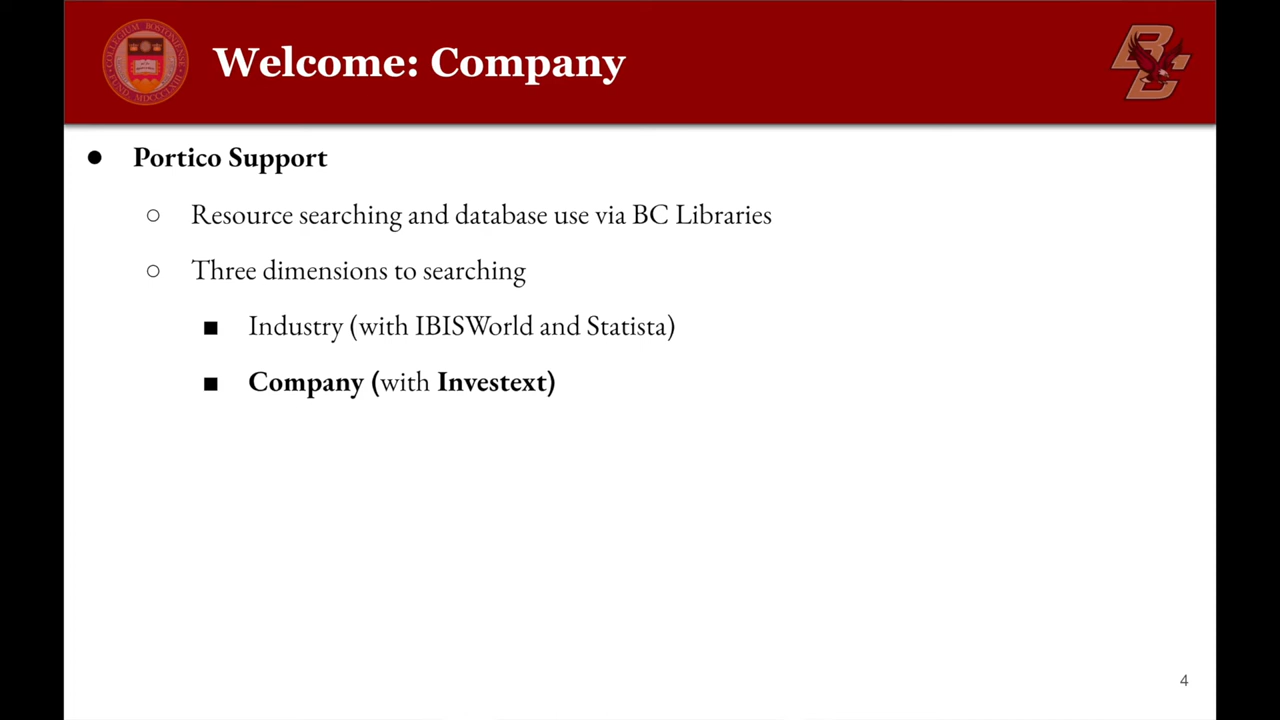 Welcome: Company
● Portico Support
○ Resource searching and database use via BC Libraries
○ Three dimensions to searching
■ Industry (with IBISWorld and Statista)
■ Company (with Investext)
4